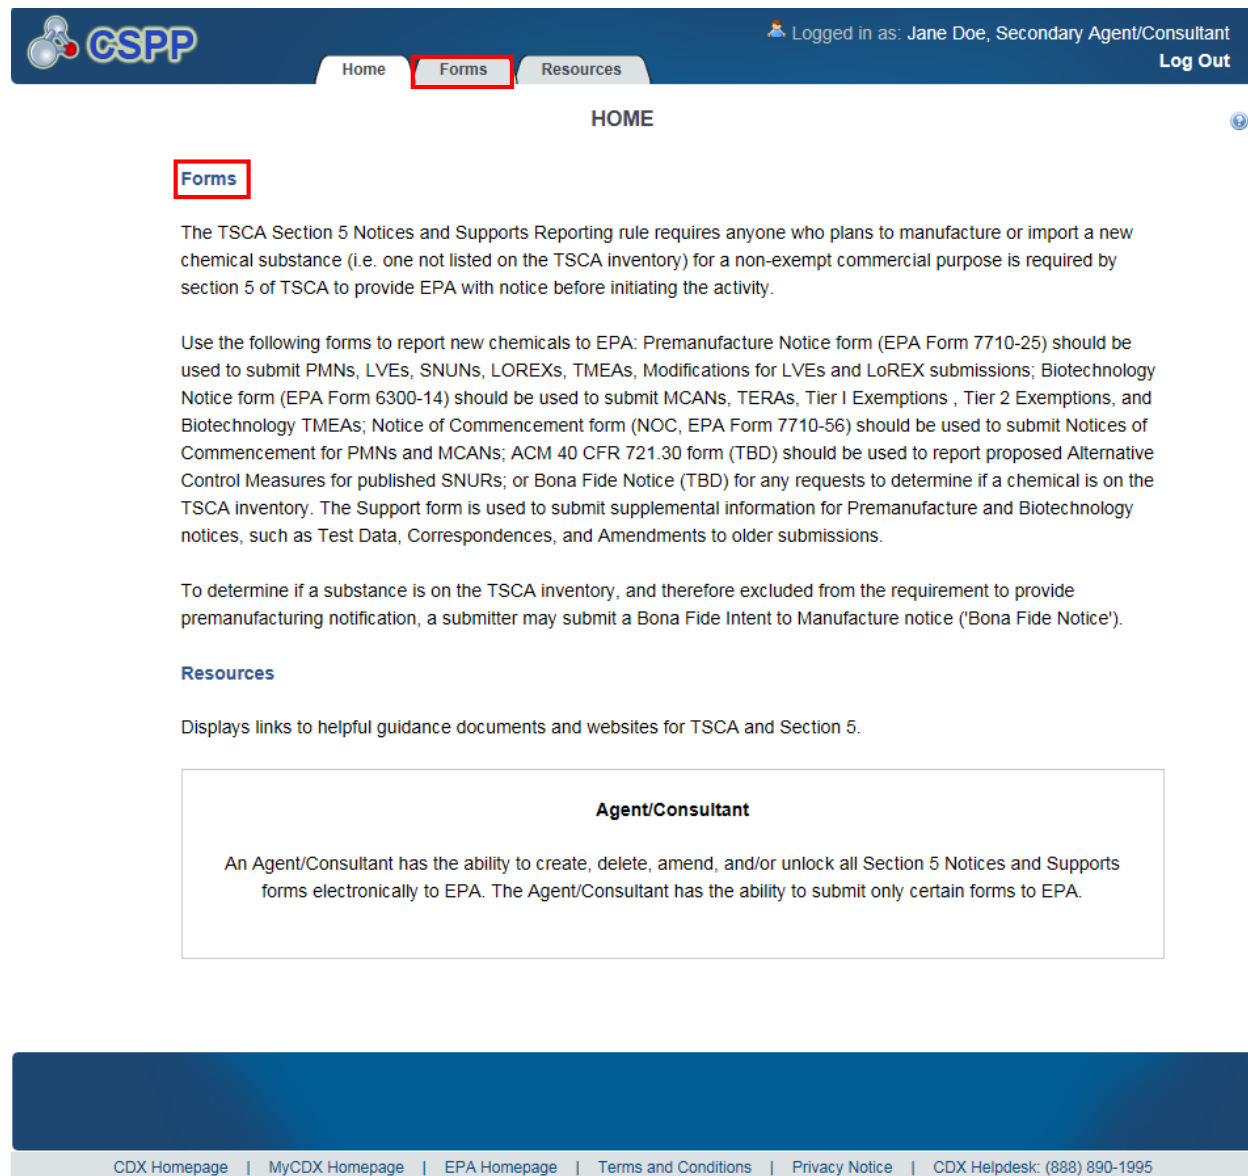 CSPP
Logged in as: Jane Doe, Secondary Agent/Consultant
Log Out
Home Forms Resources
HOME
Forms
The TSCA Section 5 Notices and Supports Reporting rule requires anyone who plans to manufacture or import a new
chemical substance (i.e. one not listed on the TSCA inventory) for a non-exempt commercial purpose is required by
section 5 of TSCA to provide EPA with notice before initiating the activity.
Use the following forms to report new chemicals to EPA: Premanufacture Notice form (EPA Form 7710-25) should be
used to submit PMNs, LVEs, SNUNs, LOREXs, TMEAs, Modifications for LVEs and LoREX submissions; Biotechnology
Notice form (EPA Form 6300-14) should be used to submit MCANs, TERAs, Tier I Exemptions , Tier 2 Exemptions, and
Biotechnology TMEAs; Notice of Commencement form (NOC, EPA Form 7710-56) should be used to submit Notices of
Commencement for PMNs and MCANs; ACM 40 CFR 721.30 form (TBD) should be used to report proposed Alternative
Control Measures for published SNURs; or Bona Fide Notice (TBD) for any requests to determine if a chemical is on the
TSCA inventory. The Support form is used to submit supplemental information for Premanufacture and Biotechnology
notices, such as Test Data, Correspondences, and Amendments to older submissions.
To determine if a substance is on the TSCA inventory, and therefore excluded from the requirement to provide
premanufacturing notification, a submitter may submit a Bona Fide Intent to Manufacture notice ('Bona Fide Notice').
Resources
Displays links to helpful guidance documents and websites for TSCA and Section 5.
Agent/Consultant
An Agent/Consultant has the ability to create, delete, amend, and/or unlock all Section 5 Notices and Supports
forms electronically to EPA. The Agent/Consultant has the ability to submit only certain forms to EPA.
CDX Homepage | MyCDX Homepage | EPA Homepage | Terms and Conditions | Privacy Notice | CDX Helpdesk: (888) 890-1995